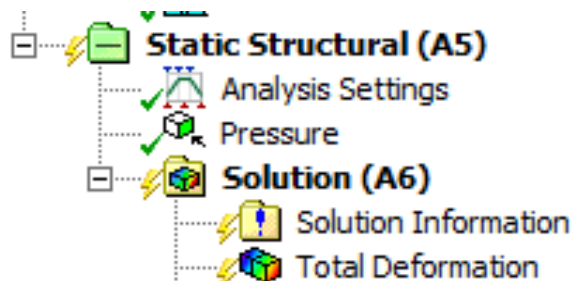 Static Structural (A5)
Analysis Settings
Pressure
Solution (A6)
Solution Information
Total Deformation